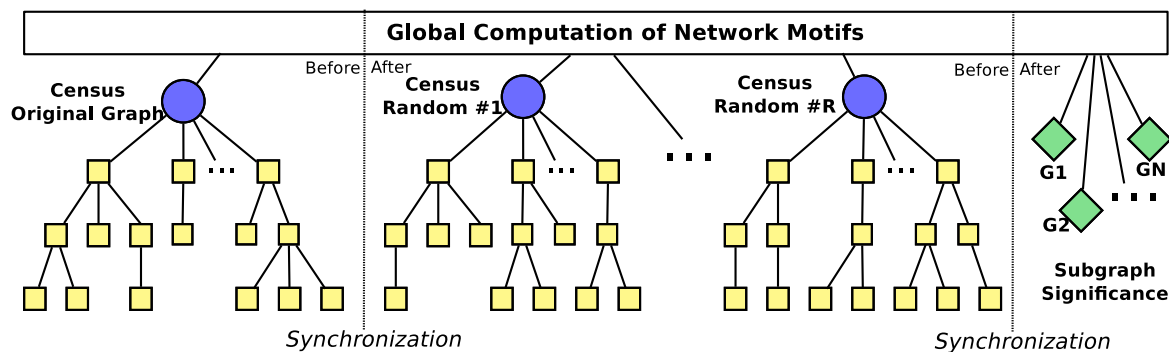 Global Computation of Network Motifs
Before After
Before After
Census
Original Graph
Census
Random #1
Census
Random #R
...
...
...
...
...
G1
GN
G2
Subgraph
Significance
Synchronization
Synchronization